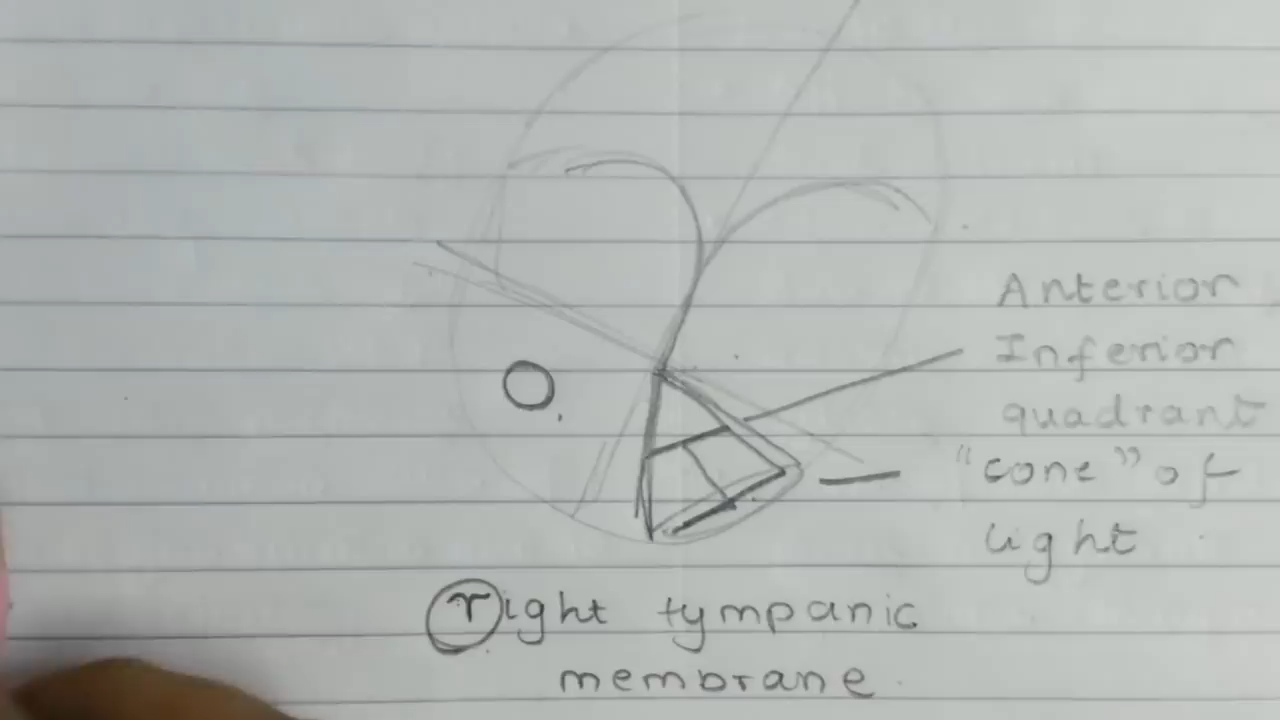 Anterior
Inferior
quadrant
"cone" of
light
right tympanic
membrane.